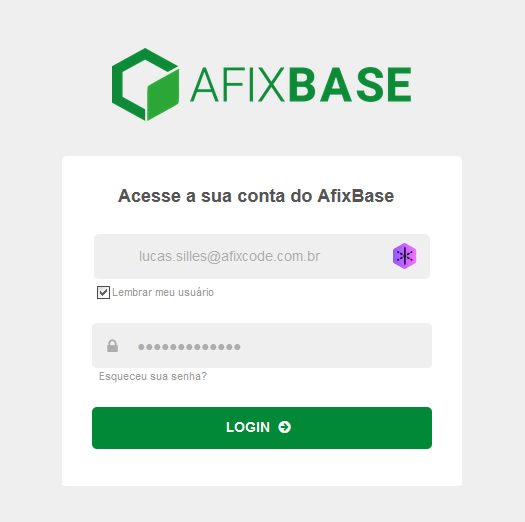 AFIXBASE
Acesse a sua conta do AfixBase
lucas.silles@afixcode.com.br
Lembrar meu usuário
•••••••••••••
Esqueceu sua senha?
LOGIN